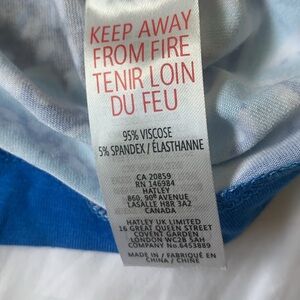 KEEP AWAY
FROM FIRE
TENIR LOIN
DU FEU
95% VISCOSE
5% SPANDEX / ÉLASTHANNE
CA 20859
RN 146984
HATLEY
860, 90ᵉ AVENUE
LASALLE H8R 3A2
CANADA
HATLEY UK LIMITED
16 GREAT QUEEN STREET
COVENT GARDEN
LONDON WC2B 5AH
COMPANY No.6453889
MADE IN / FABRIQUÉ EN
CHINA / CHINE